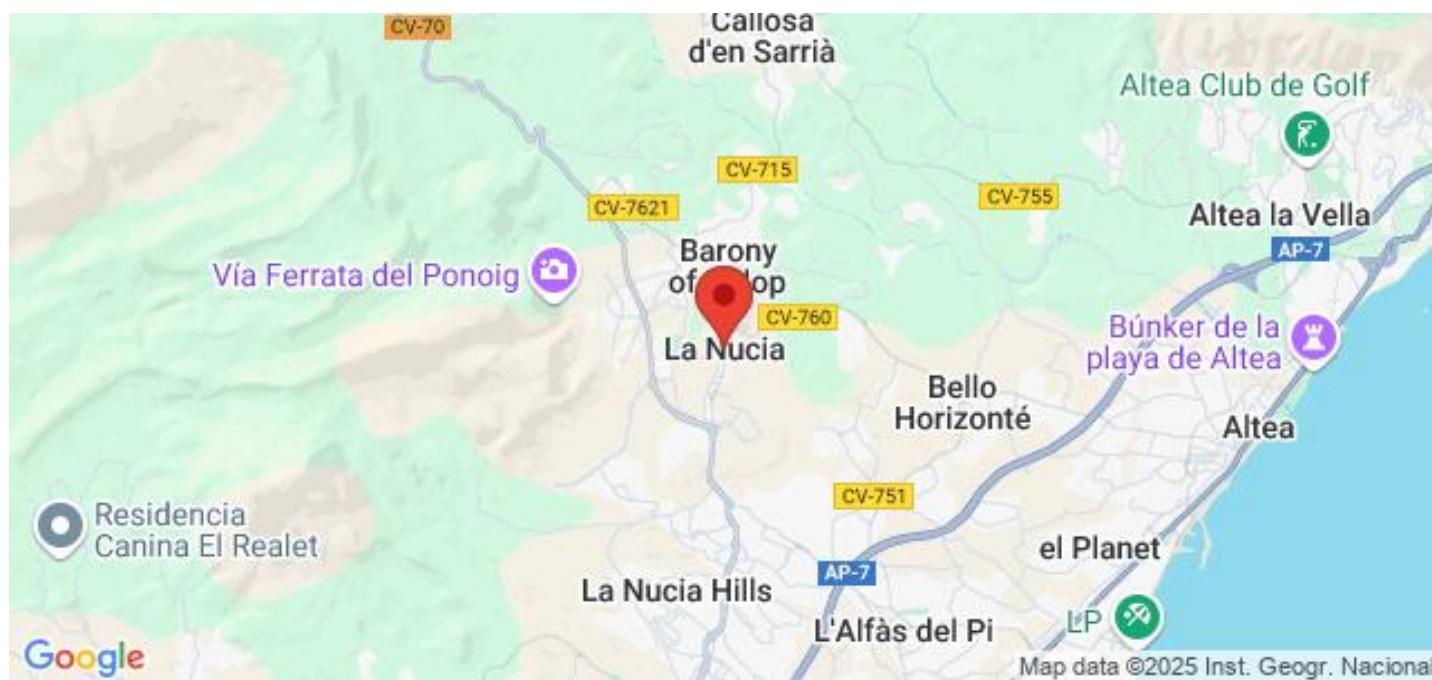 CV-70
Callosa
d'en Sarrià
Altea Club de Golf
CV-715
CV-7621
CV-755
Altea la Vella
AP-7
Barony
Vía Ferrata del Ponoig
CV-760
La Nucia
Búnker de la
playa de Altea
Bello
Horizonté
Altea
CV-751
Residencia
Canina El Realet
el Planet
AP-7
La Nucia Hills
L'Alfàs del Pi
LP
Google
Map data ©2025 Inst. Geogr. Nacional